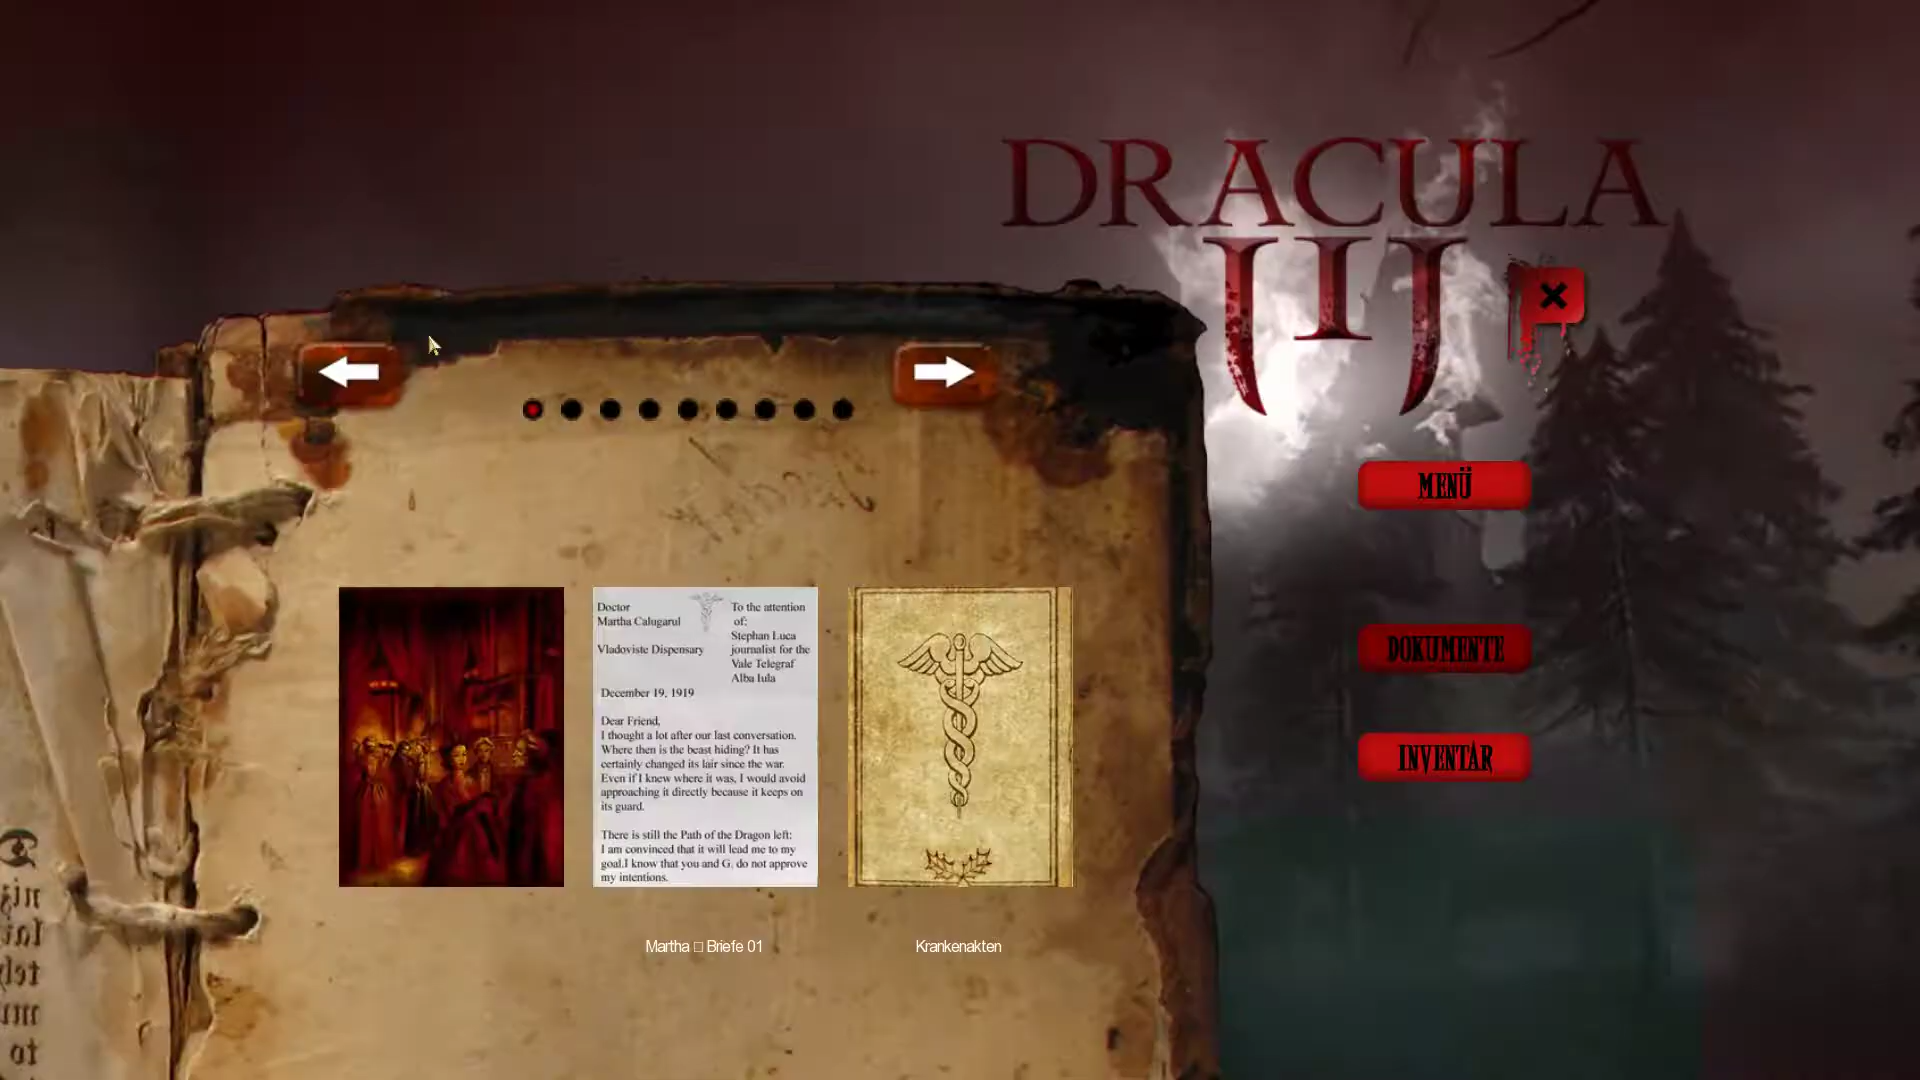 DRACULA
III
MENÜ
DOKUMENTE
INVENTAR
Doctor
Martha Calugarul
Vladoviste Dispensary
To the attention
of:
Stephan Luca
journalist for the
Vale Telegraf
Alba Iula
December 19, 1919
Dear Friend,
I thought a lot after our last conversation.
Where then is the beast hiding? It has
certainly changed its lair since the war.
Even if I knew where it was, I would avoid
approaching it directly because it keeps on
its guard.
There is still the Path of the Dragon left:
I am convinced that it will lead me to my
goal.I know that you and G. do not approve
my intentions.
Martha □ Briefe 01
Krankenakten